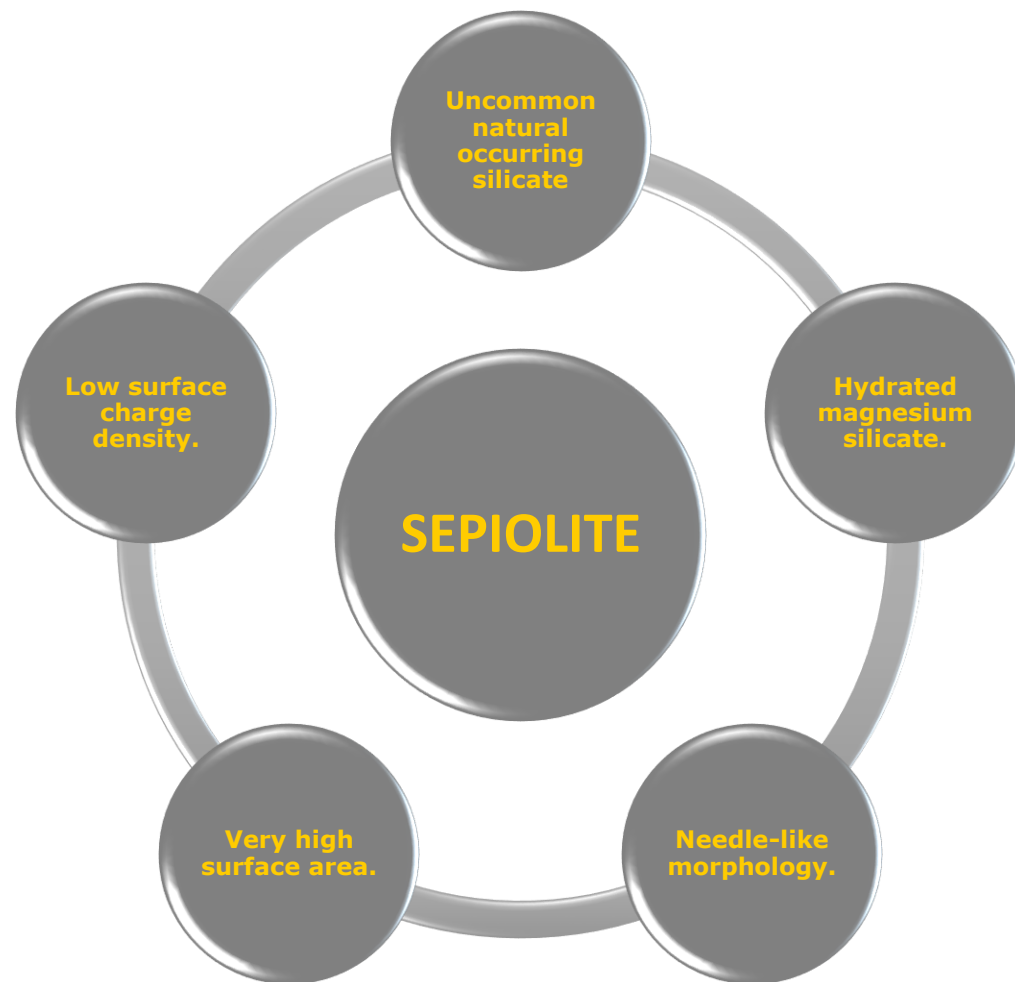 Uncommon
natural
occurring
silicate
Low surface
charge
density.
Hydrated
magnesium
silicate.
SEPIOLITE
Very high
surface area.
Needle-like
morphology.